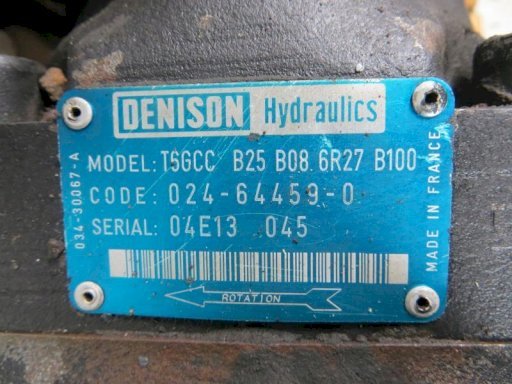 DENISON Hydraulics
MODEL: TSGCC B25 B08 6R27 B100
CODE: 024-64459-0
SERIAL: 04E13 045
ROTATION
034-30067-A
MADE IN FRANCE